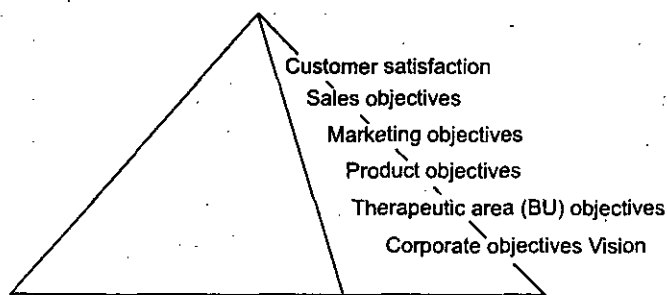 Customer satisfaction
Sales objectives
Marketing objectives
Product objectives
Therapeutic area (BU) objectives
Corporate objectives Vision